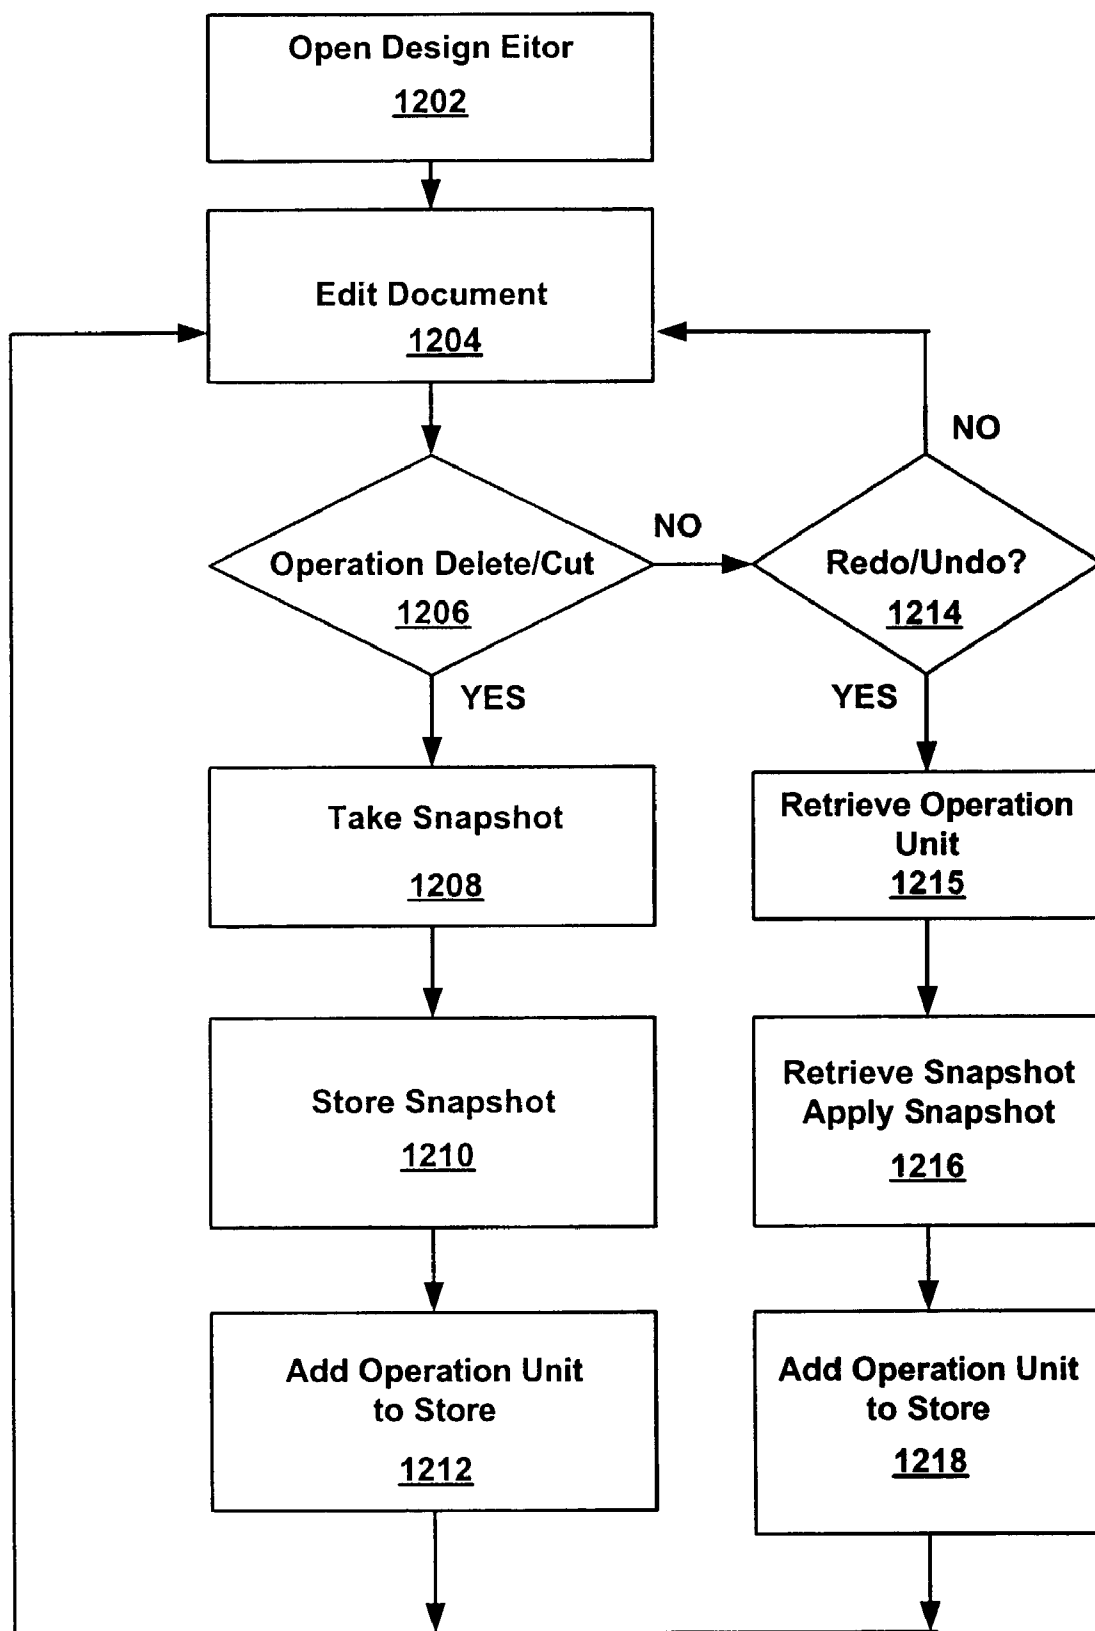 Open Design Eitor
1202
Edit Document
1204
NO
Operation Delete/Cut
1206
NO
Redo/Undo?
1214
YES
YES
Take Snapshot
1208
Retrieve Operation
Unit
1215
Store Snapshot
1210
Retrieve Snapshot
Apply Snapshot
1216
Add Operation Unit
to Store
1212
Add Operation Unit
to Store
1218